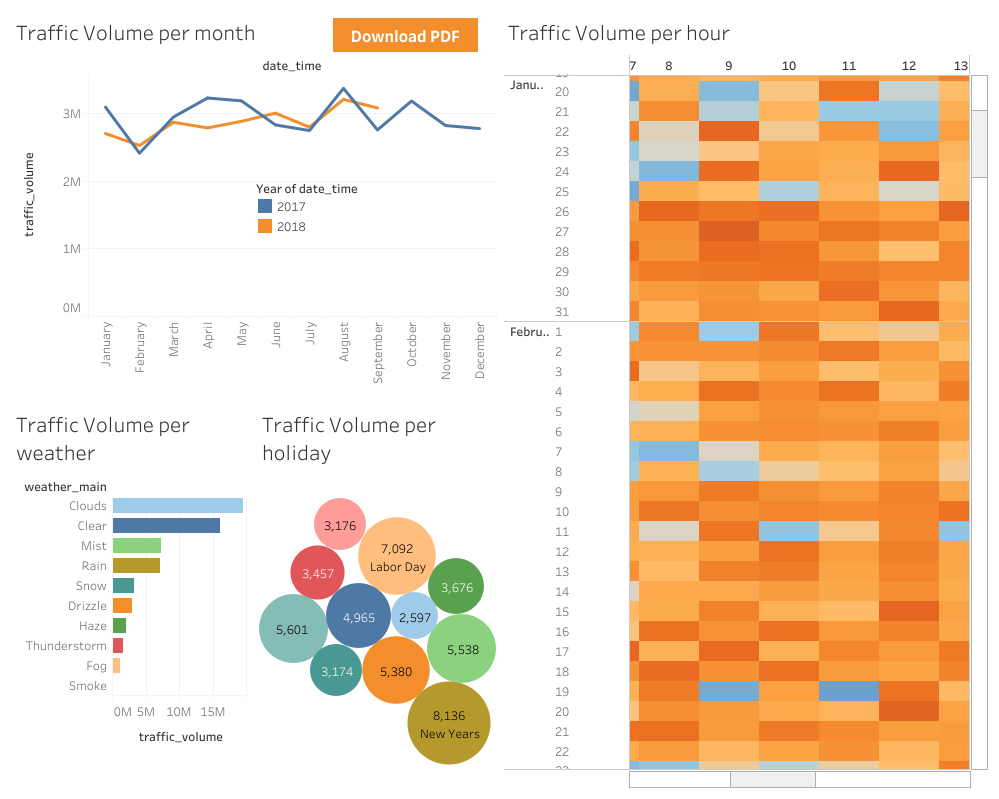 Traffic Volume per month
Download PDF
date_time
traffic_volume
3M
2M
1M
0M
Year of date_time
2017
2018
January
February
March
April
May
June
July
August
September
October
November
December
Traffic Volume per
weather
weather_main
Clouds
Clear
Mist
Rain
Snow
Drizzle
Haze
Thunderstorm
Fog
Smoke
0M 5M 10M 15M
traffic_volume
Traffic Volume per
holiday
3,176
7,092
Labor Day
3,457
3,676
4,965
2,597
5,601
5,538
3,174
5,380
8,136
New Years
Traffic Volume per hour
7 8 9 10 11 12 13
Janu..
20
21
22
23
24
25
26
27
28
29
30
31
Febru.. 1
2
3
4
5
6
7
8
9
10
11
12
13
14
15
16
17
18
19
20
21
22